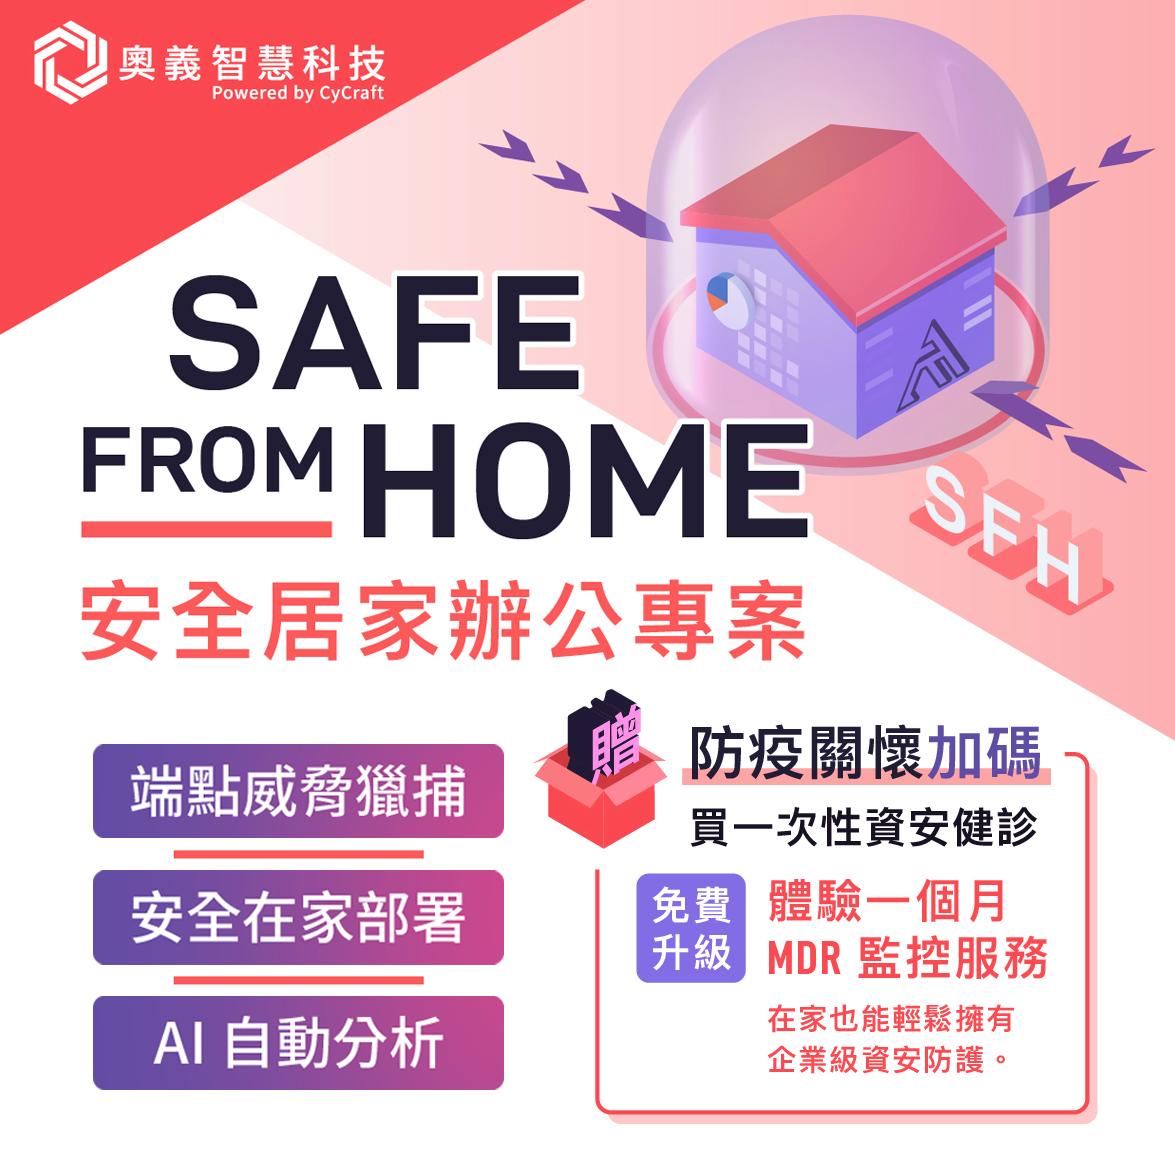 奧義智慧科技
Powered by CyCraft
SAFE
FROM HOME
SFH
安全居家辦公專案
端點威脅獵捕
安全在家部署
AI 自動分析
贈
防疫關懷加碼
買一次性資安健診
免費
升級
體驗一個月
MDR 監控服務
在家也能輕鬆擁有
企業級資安防護。